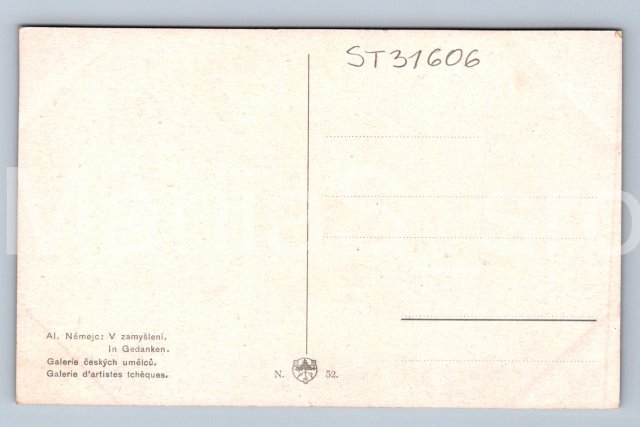 ST31606
Al. Němejc: V zamyšlení.
In Gedanken.
Galerie českých umělců.
Galerie d'artistes tchèques.
N. 52.